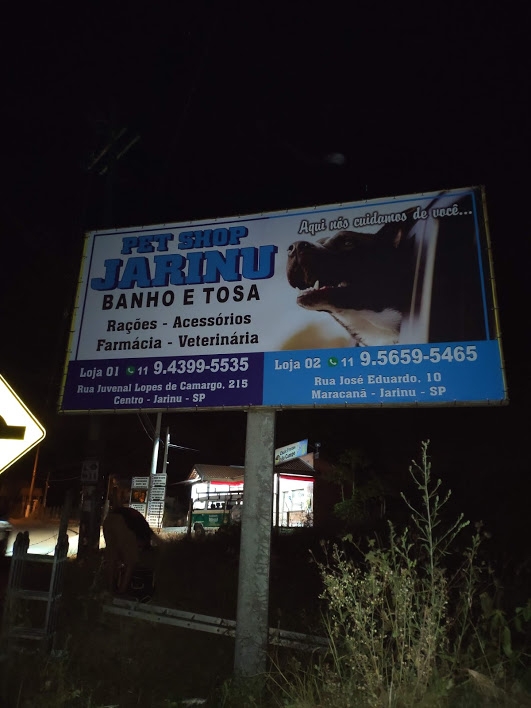 Aqui nós cuidamos de você...
PET SHOP
JARINU
BANHO E TOSA
Rações - Acessórios
Farmácia - Veterinária
Loja 01 11 9.4399-5535
Rua Juvenal Lopes de Camargo, 215
Centro - Jarinu - SP
Loja 02 11 9.5659-5465
Rua José Eduardo. 10
Maracanã - Jarinu - SP